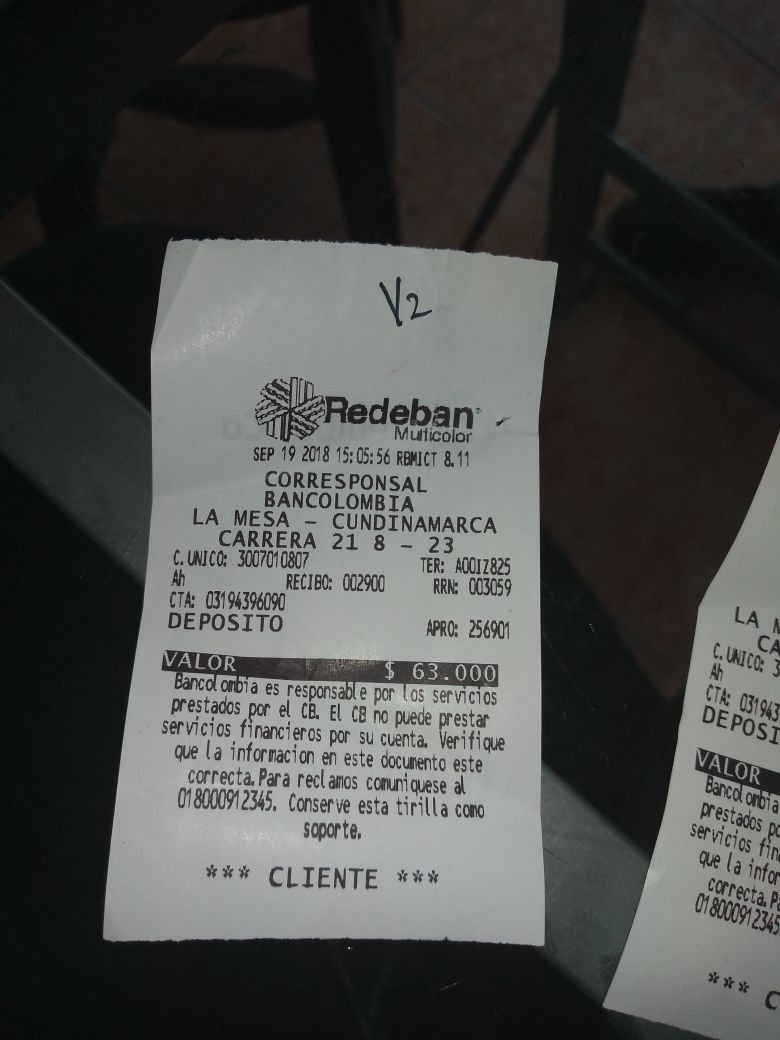 V2
Redeban
Multicolor
SEP 19 2018 15:05:56 RBMICT 8.11
CORRESPONSAL
BANCOLOMBIA
LA MESA - CUNDINAMARCA
CARRERA 21 8 - 23
C. UNICO: 3007010807 TER: A00IZ825
Ah RECIBO: 002900 RRN: 003059
CTA: 03194396090
DEPOSITO APRO: 256901
VALOR $ 63.000
Bancolombia es responsable por los servicios
prestados por el CB. El CB no puede prestar
servicios financieros por su cuenta. Verifique
que la informacion en este documento este
correcta. Para reclamos comuniquese al
018000912345. Conserve esta tirilla como
soporte.
*** CLIENTE ***
LA M
CA
C. UNICO: 3
Ah
CTA: 031943
DEPOSI
VALOR
Bancolombia
prestados po
servicios fin
que la infor
correcta. Pa
018000912345
*** C